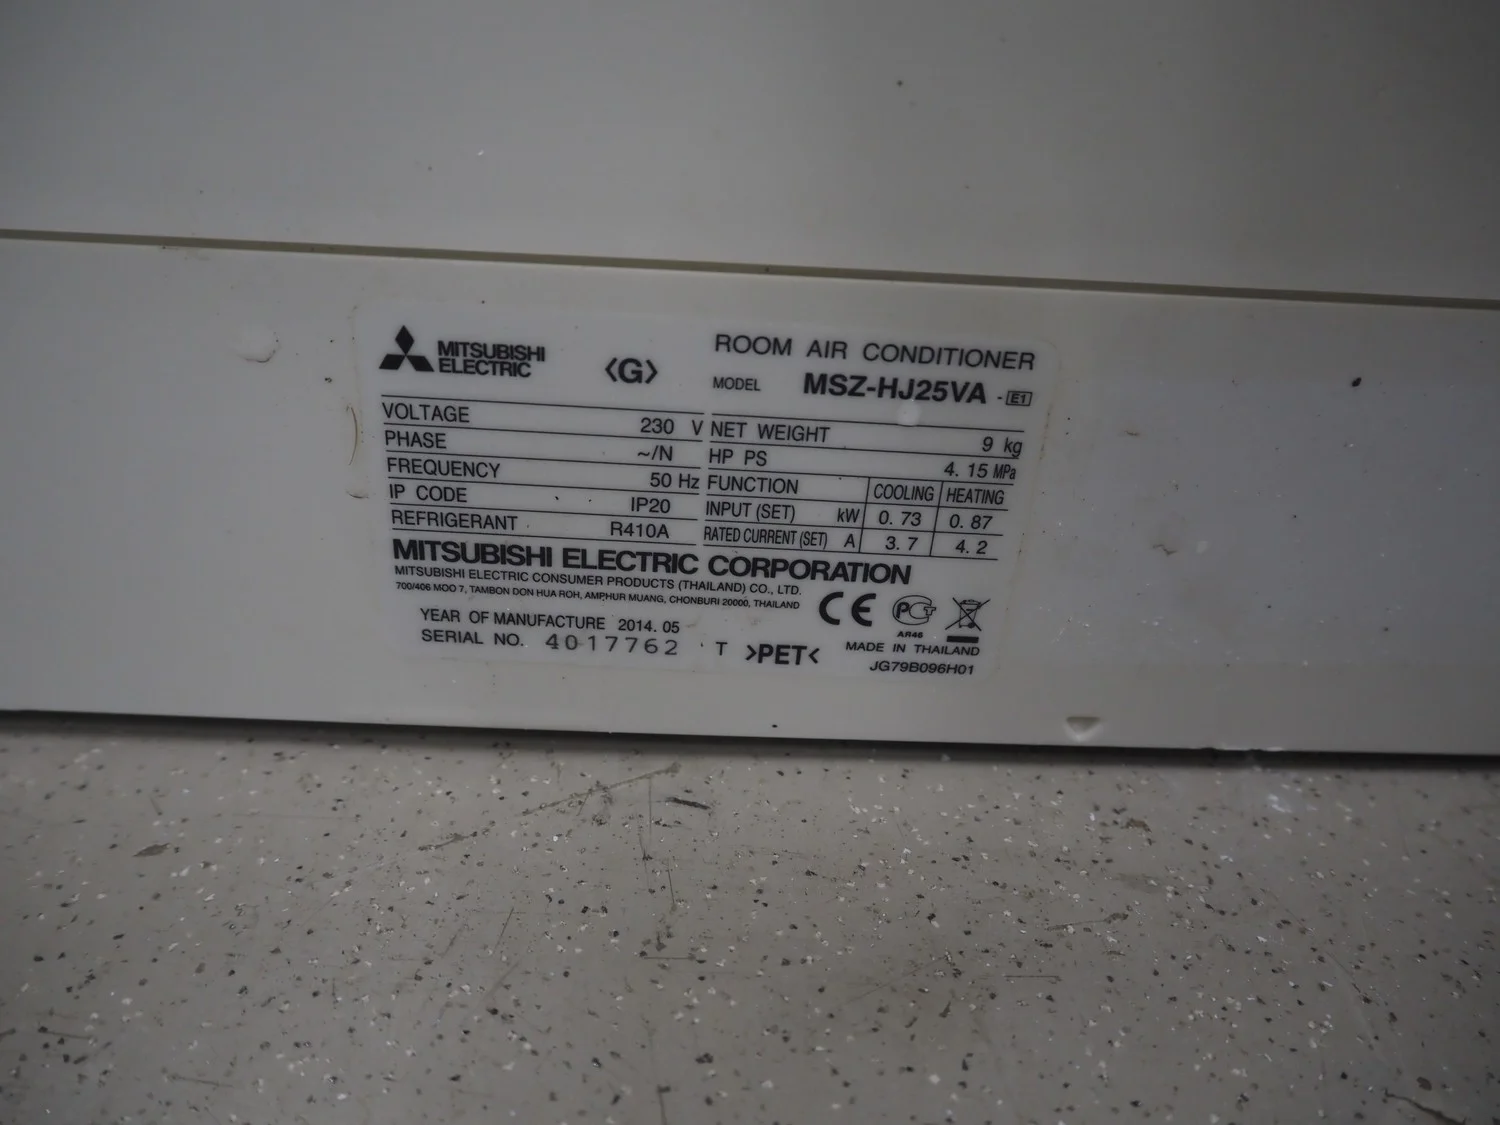 MITSUBISHI
ELECTRIC
<G>
ROOM AIR CONDITIONER
MODEL MSZ-HJ25VA -E1
VOLTAGE 230 V
PHASE ~/N
FREQUENCY 50 Hz
IP CODE IP20
REFRIGERANT R410A
NET WEIGHT 9 kg
HP PS 4.15 MPa
FUNCTION COOLING HEATING
INPUT (SET) kW 0.73 0.87
RATED CURRENT (SET) A 3.7 4.2
MITSUBISHI ELECTRIC CORPORATION
MITSUBISHI ELECTRIC CONSUMER PRODUCTS (THAILAND) CO., LTD.
700/406 MOO 7, TAMBON DON HUA ROH, AMPHUR MUANG, CHONBURI 20000, THAILAND
YEAR OF MANUFACTURE 2014.05
SERIAL NO. 4017762 T
>PET<
CE
PCT
AR46
MADE IN THAILAND
JG79B096H01